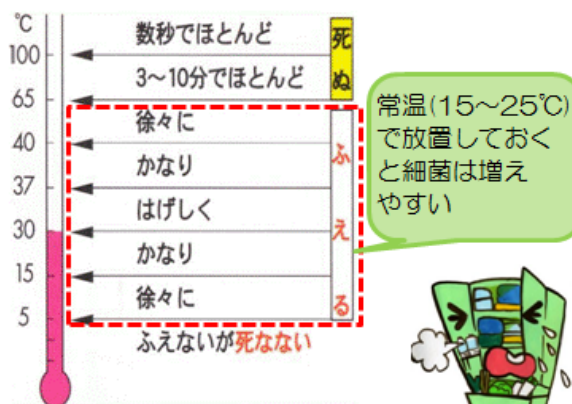 ℃
数秒でほとんど
100
3〜10分でほとんど
死ぬ
65
徐々に
40
かなり
37
はげしく
30
かなり
15
徐々に
5
ふえる
ふえないが死なない
常温(15〜25℃)
で放置しておく
と細菌は増え
やすい